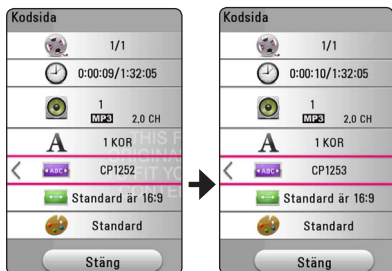 Kodsida
1/1
0:00:09/1:32:05
1
MP3 2,0 CH
A 1 KOR
ABC CP1252
Standard är 16:9
Standard
Stäng
Kodsida
1/1
0:00:10/1:32:05
1
MP3 2.0 CH
A 1 KOR
ABC CP1253
Standard är 16:9
Standard
Stäng